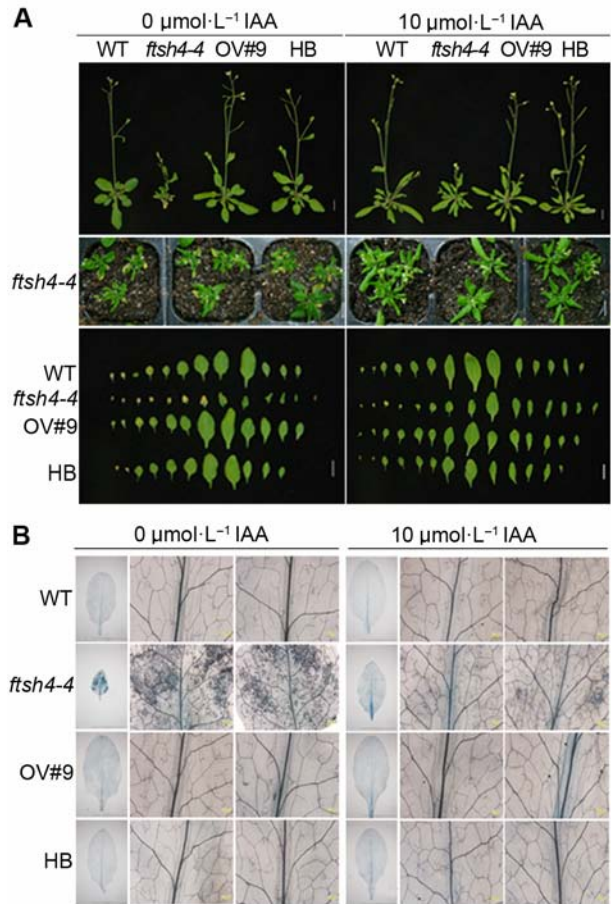 A
0 μmol·L⁻¹ IAA 10 μmol·L⁻¹ IAA
WT ftsh4-4 OV#9 HB WT ftsh4-4 OV#9 HB
ftsh4-4
WT
ftsh4-4
OV#9
HB
B
0 μmol·L⁻¹ IAA 10 μmol·L⁻¹ IAA
WT
ftsh4-4
OV#9
HB